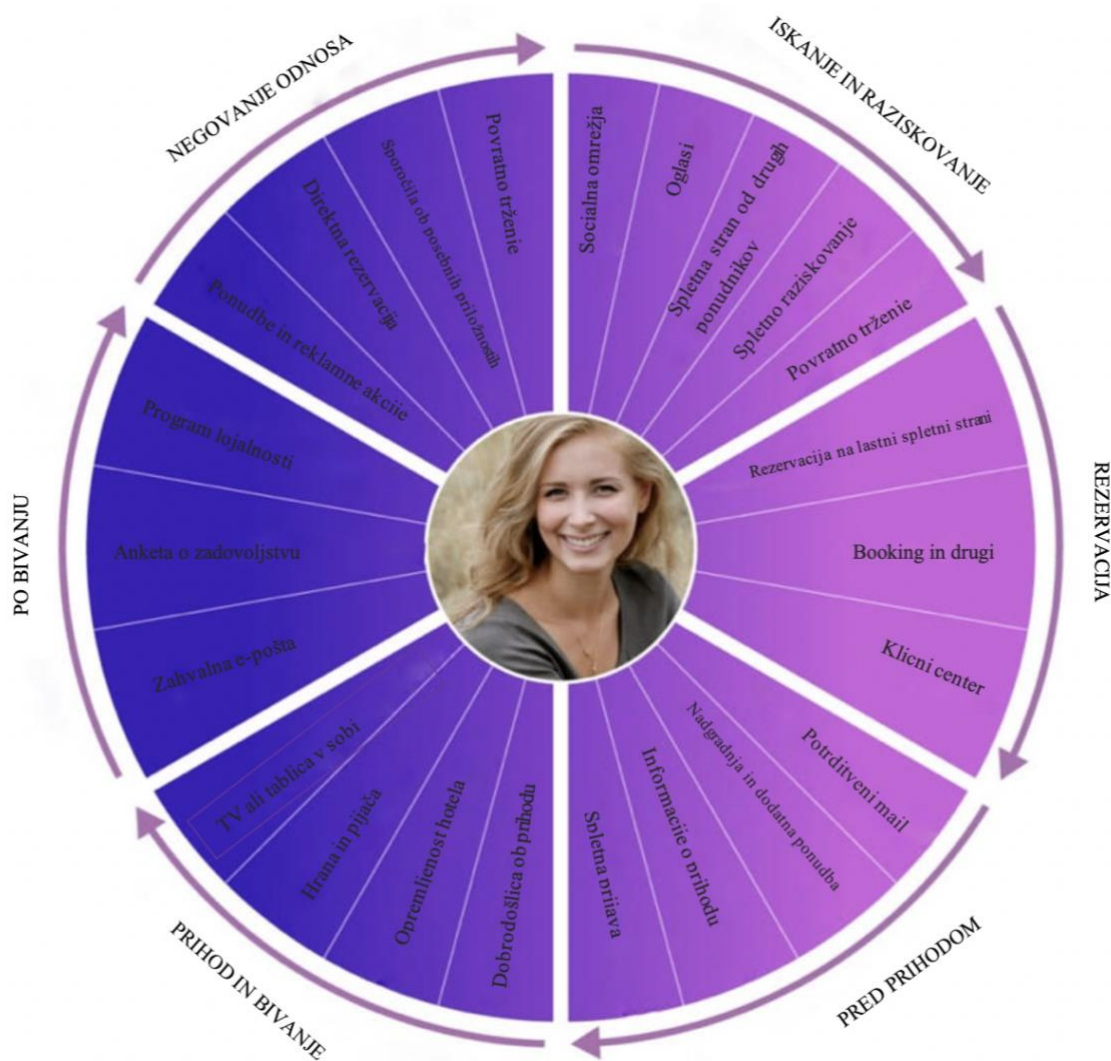 ISKANJE IN RAZISKOVANJE
Socialna omrežja
Oglasi
Spletna stran od drugih
ponudnikov
Spletno raziskovanje
Povratno trženie
REZERVACIJA
Rezervacija na lastni spletni strani
Booking in drugi
Klicni center
PRED PRIHODOM
Potrditveni mail
Nadgradnja in dodatna ponudba
Informacije o prihodu
Spletna prijava
PRIHOD IN BIVANJE
Dobrodošlica ob prihodu
Opremljenost hotela
Hrana in pijača
TV ali tablica v sobi
PO BIVANJU
Zahvalna e-pošta
Anketa o zadovoljstvu
Program lojalnosti
NEGOVANJE ODNOSA
Ponudbe in reklamne akcije
Direktna rezervacija
Sporočila ob posebnih priložnostih
Povratno trženie